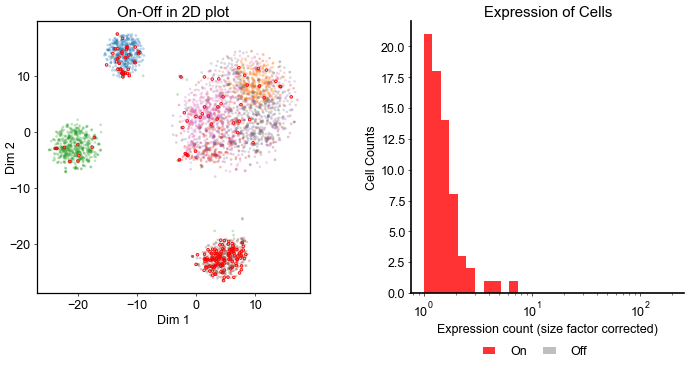 On-Off in 2D plot
Dim 2
10
0
−10
−20
−20 −10 0 10
Dim 1
Expression of Cells
Cell Counts
20.0
17.5
15.0
12.5
10.0
7.5
5.0
2.5
0.0
10⁰ 10¹ 10²
Expression count (size factor corrected)
On Off